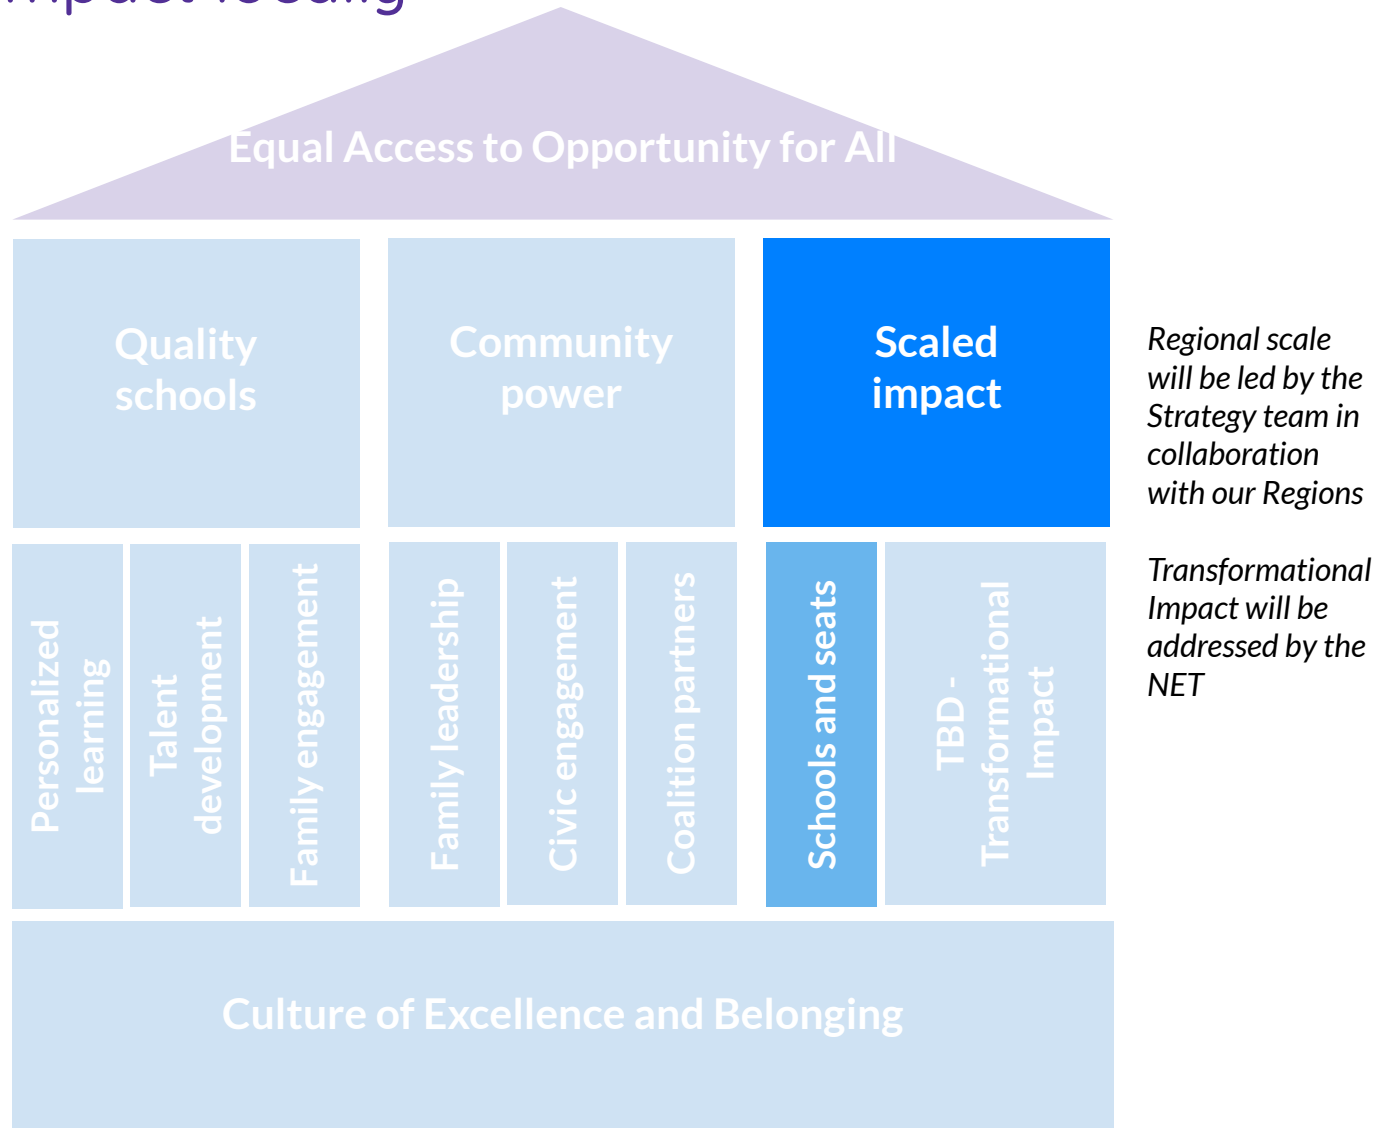 impact locally
Equal Access to Opportunity for All
Quality
schools
Community
power
Scaled
impact
Regional scale
will be led by the
Strategy team in
collaboration
with our Regions
Transformational
Impact will be
addressed by the
NET
Personalized
learning
Talent
development
Family engagement
Family leadership
Civic engagement
Coalition partners
Schools and seats
TBD -
Transformational
Impact
Culture of Excellence and Belonging